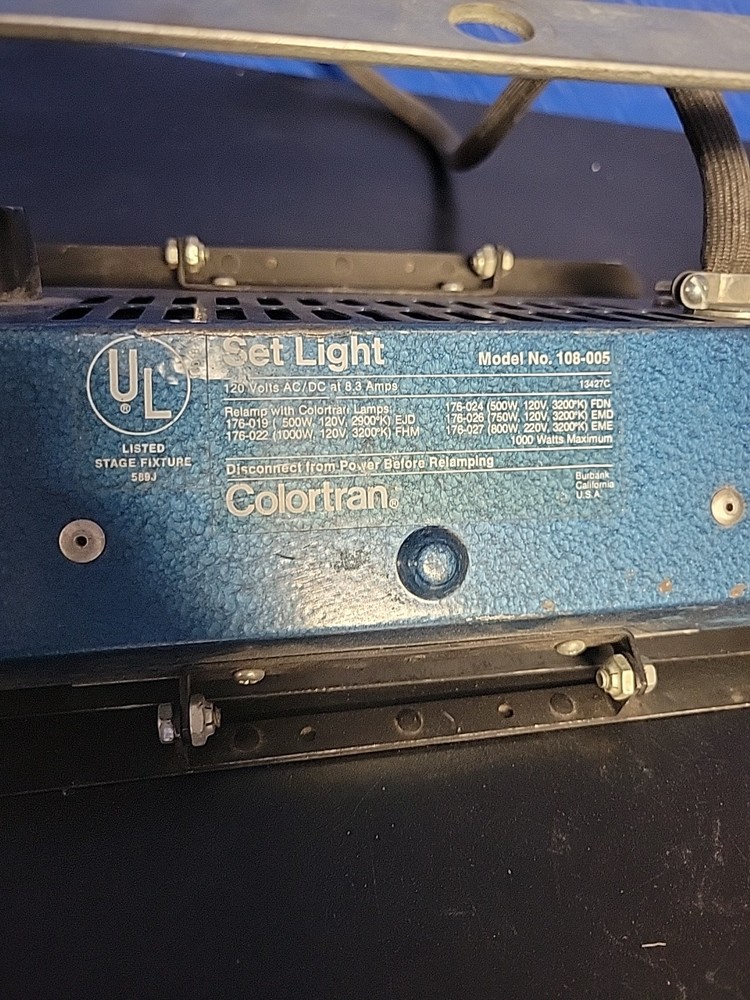 UL
®
LISTED
STAGE FIXTURE
589J
Set Light
Model No. 108-005
120 Volts AC/DC at 8.3 Amps
13427C
Relamp with Colortran Lamps:
176-019 ( 500W, 120V, 2900°K) EJD
176-022 (1000W, 120V, 3200°K) FHM
176-024 (500W, 120V, 3200°K) FDN
176-026 (750W, 120V, 3200°K) EMD
176-027 (800W, 220V, 3200°K) EME
1000 Watts Maximum
Disconnect from Power Before Relamping
Colortran®
Burbank
California
U.S.A.